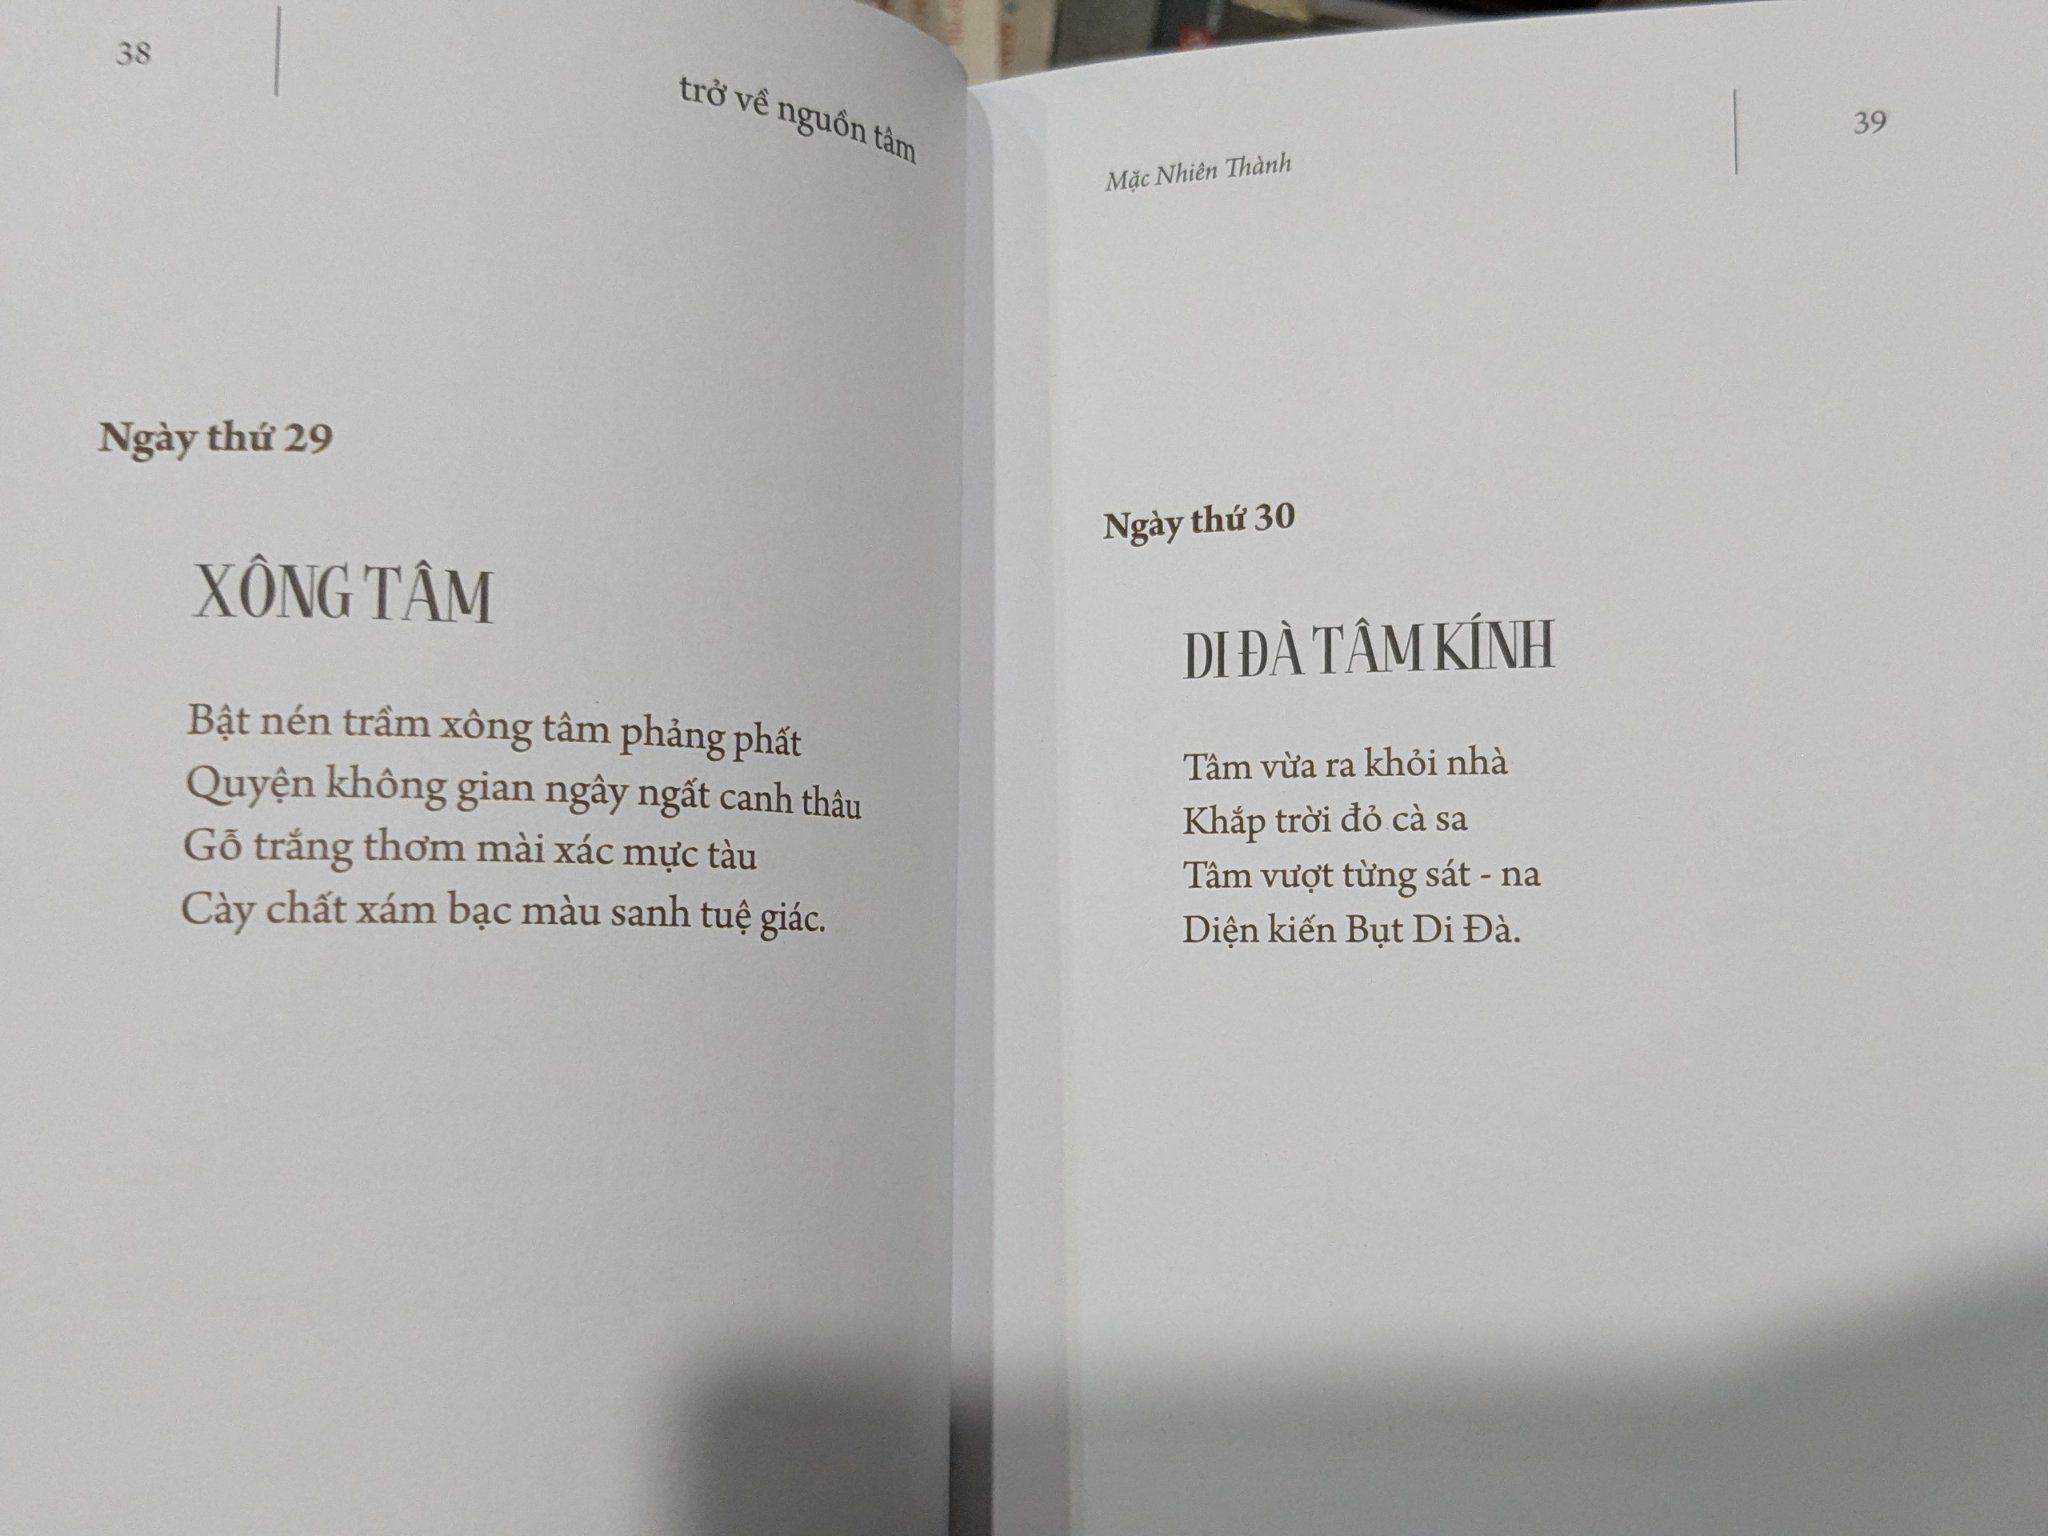 38
trở về nguồn tâm
Ngày thứ 29
XÔNG TÂM
Bật nén trầm xông tâm phảng phất
Quyện không gian ngây ngất canh thâu
Gỗ trắng thơm mài xác mực tàu
Cày chất xám bạc màu sanh tuệ giác.
39
Mặc Nhiên Thành
Ngày thứ 30
DI ĐÀ TÂM KÍNH
Tâm vừa ra khỏi nhà
Khắp trời đỏ cà sa
Tâm vượt từng sát - na
Diện kiến Bụt Di Đà.